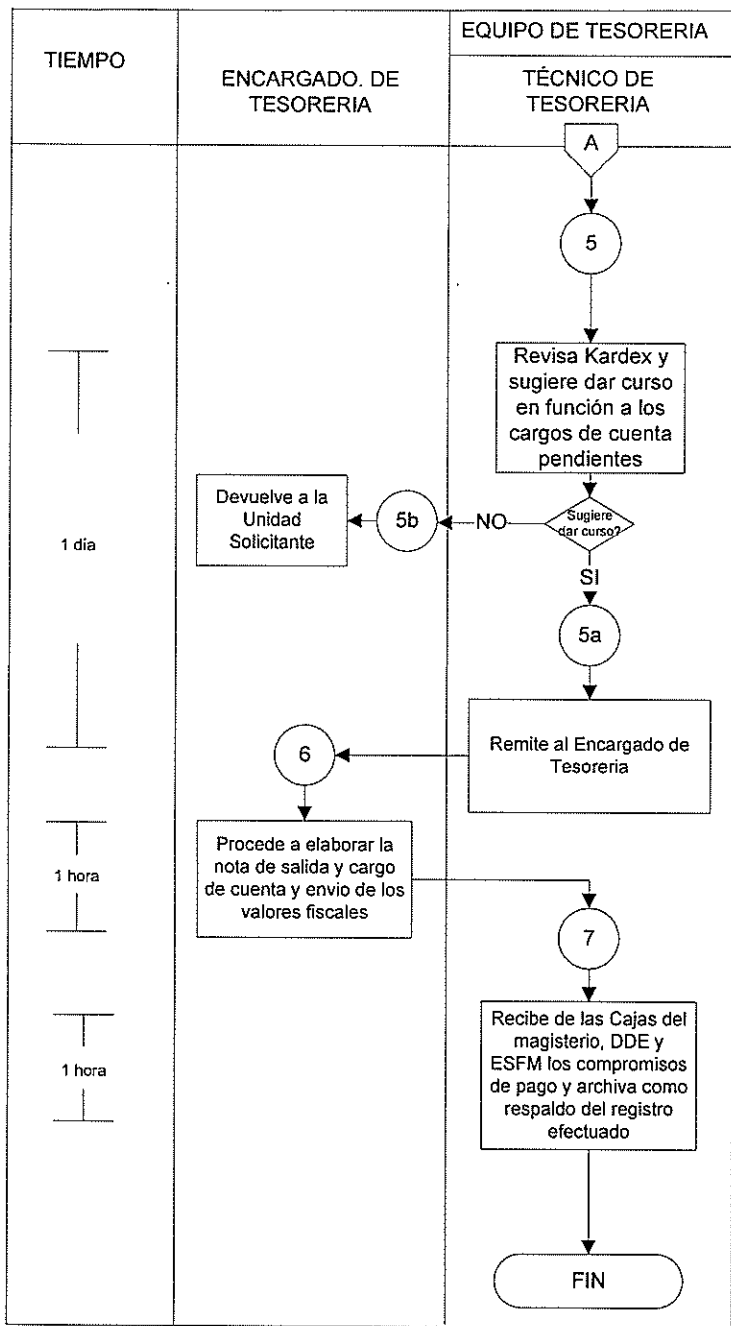 TIEMPO
ENCARGADO. DE
TESORERIA
EQUIPO DE TESORERIA
TÉCNICO DE
TESORERIA
A
5
Revisa Kardex y
sugiere dar curso
en función a los
cargos de cuenta
pendientes
Sugiere
dar curso?
NO
5b
Devuelve a la
Unidad
Solicitante
1 día
SI
5a
Remite al Encargado de
Tesoreria
6
Procede a elaborar la
nota de salida y cargo
de cuenta y envio de los
valores fiscales
1 hora
7
Recibe de las Cajas del
magisterio, DDE y
ESFM los compromisos
de pago y archiva como
respaldo del registro
efectuado
1 hora
FIN